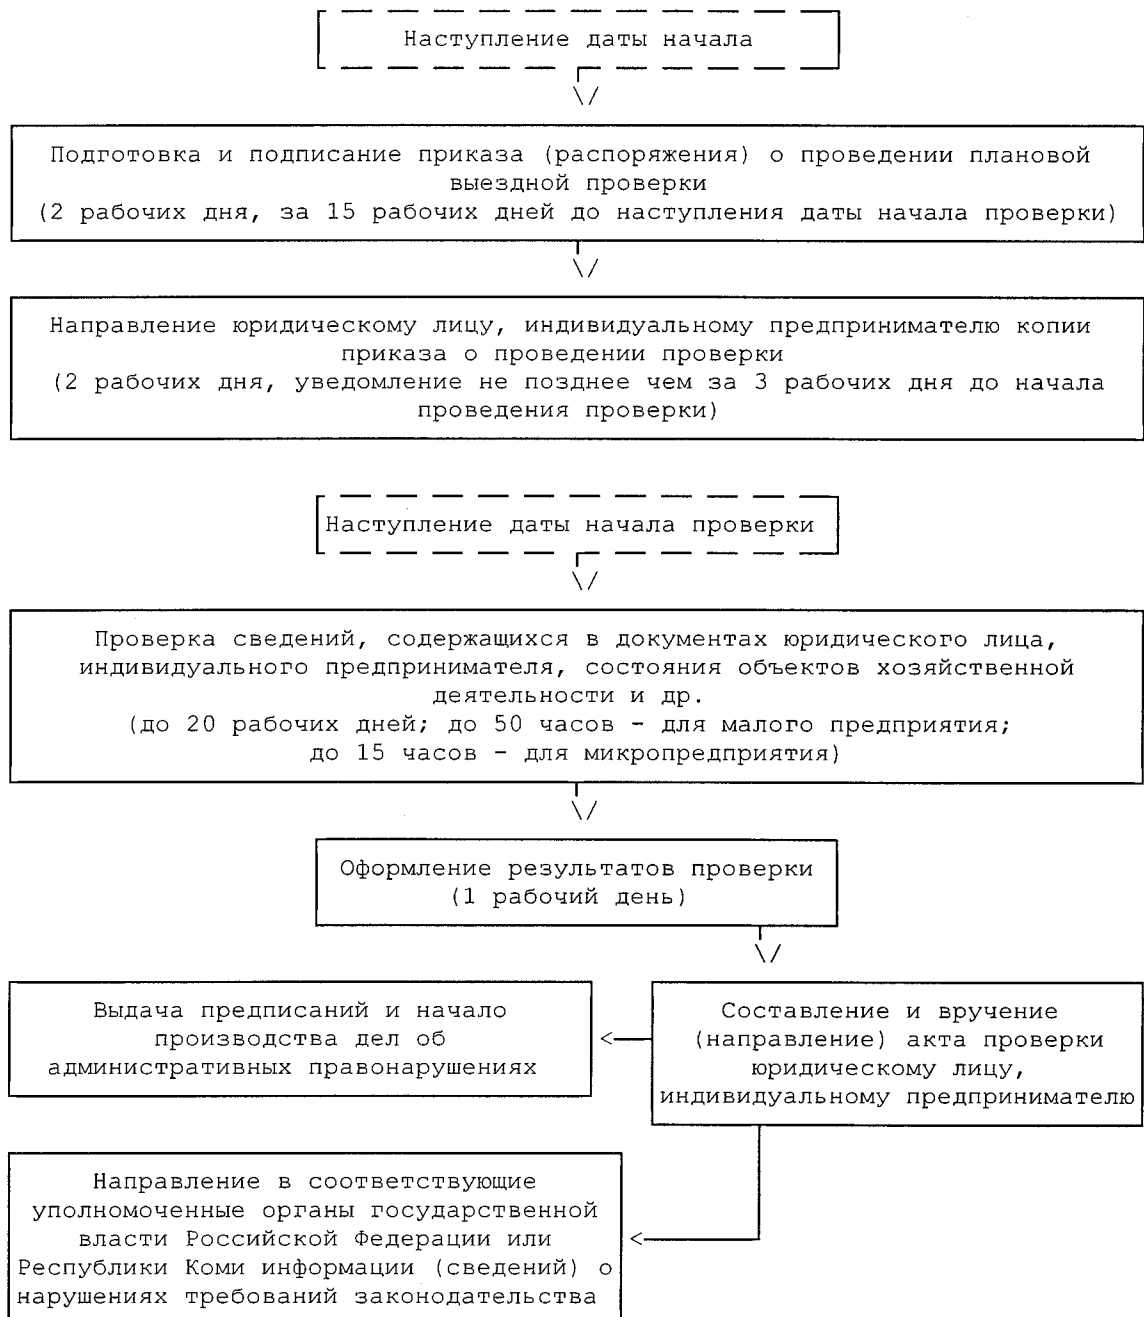 Наступление даты начала
\/
Подготовка и подписание приказа (распоряжения) о проведении плановой
выездной проверки
(2 рабочих дня, за 15 рабочих дней до наступления даты начала проверки)
\/
Направление юридическому лицу, индивидуальному предпринимателю копии
приказа о проведении проверки
(2 рабочих дня, уведомление не позднее чем за 3 рабочих дня до начала
проведения проверки)
Наступление даты начала проверки
\/
Проверка сведений, содержащихся в документах юридического лица,
индивидуального предпринимателя, состояния объектов хозяйственной
деятельности и др.
(до 20 рабочих дней; до 50 часов - для малого предприятия;
до 15 часов - для микропредприятия)
\/
Оформление результатов проверки
(1 рабочий день)
\/
Выдача предписаний и начало
производства дел об
административных правонарушениях
<
Составление и вручение
(направление) акта проверки
юридическому лицу,
индивидуальному предпринимателю
Направление в соответствующие
уполномоченные органы государственной
власти Российской Федерации или
Республики Коми информации (сведений) о
нарушениях требований законодательства
<